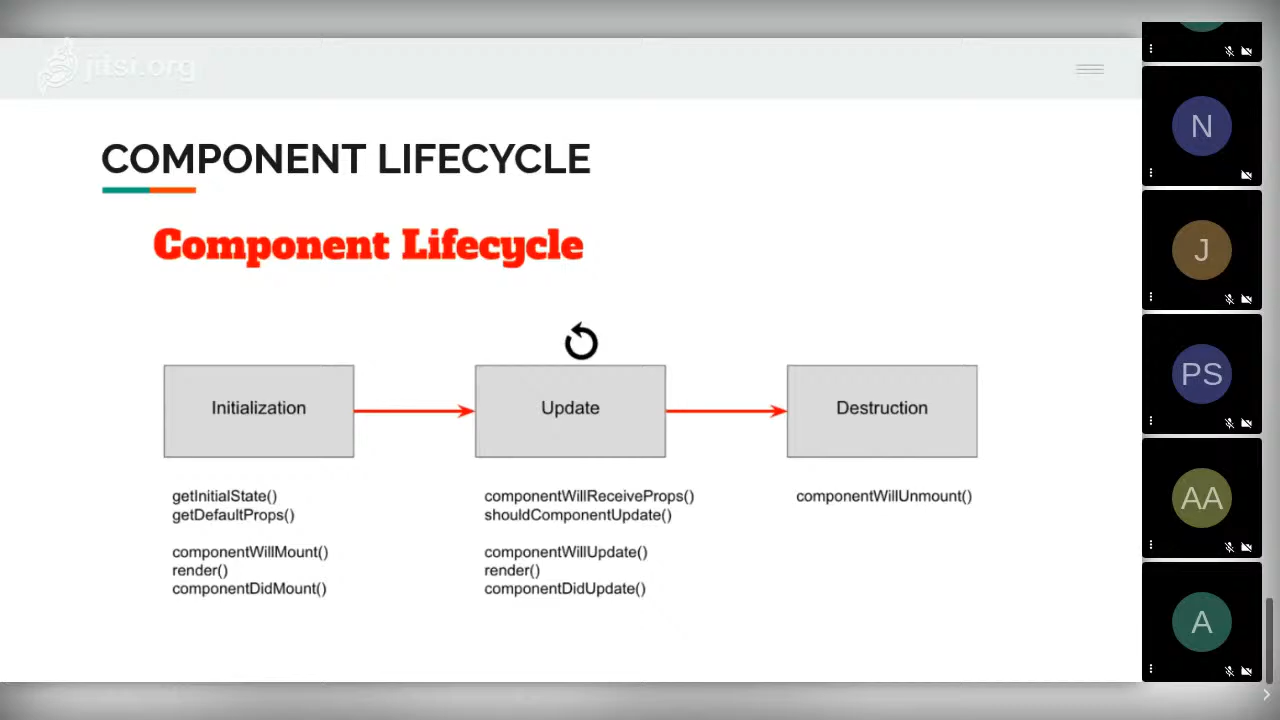 jitsi.org
COMPONENT LIFECYCLE
Component Lifecycle
Initialization
Update
Destruction
getInitialState()
getDefaultProps()
componentWillMount()
render()
componentDidMount()
componentWillReceiveProps()
shouldComponentUpdate()
componentWillUpdate()
render()
componentDidUpdate()
componentWillUnmount()
N
J
PS
AA
A